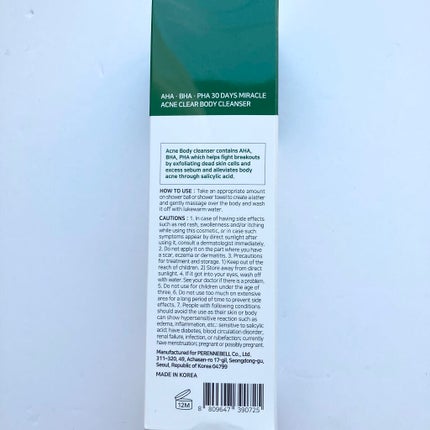 AHA · BHA · PHA 30 DAYS MIRACLE
ACNE CLEAR BODY CLEANSER
Acne Body cleanser contains AHA,
BHA, PHA which helps fight breakouts
by exfoliating dead skin cells and
excess sebum and alleviates body
acne through salicylic acid.
HOW TO USE : Take an appropriate amount
on shower ball or shower towel to create a lather
and gently massage over the body and wash
it off with lukewarm water.
CAUTIONS : 1. In case of having side effects
such as red rash, swollenness and/or itching
while using this cosmetic, or in case such
symptoms appear by direct sunlight after
using it, consult a dermatologist immediately.
2. Do not apply it on the part where you have
a scar, eczema or dermatitis. 3. Precautions
for treatment and storage. 1) Keep out of the
reach of children. 2) Store away from direct
sunlight. 4. If it got into your eyes, wash off
with water. See your doctor if there is a problem.
5. Do not use for children under the age of
three. 6. Do not use too much on extensive
area for a long period of time to prevent side
effects. 7. People with following conditions
should avoid the use as their skin or body
can show hypersensitive reaction such as
edema, inflammation, etc.: sensitive to salicylic
acid; have diabetes, blood circulation disorder,
renal failure, infection, or rubefaction; currently
have menstruation; pregnant or possibly pregnant.
Manufactured for PERENNEBELL Co., Ltd.
311-320, 49, Achasan-ro 17-gil, Seongdong-gu,
Seoul, Republic of Korea 04799
MADE IN KOREA
12M
8 809647 390725